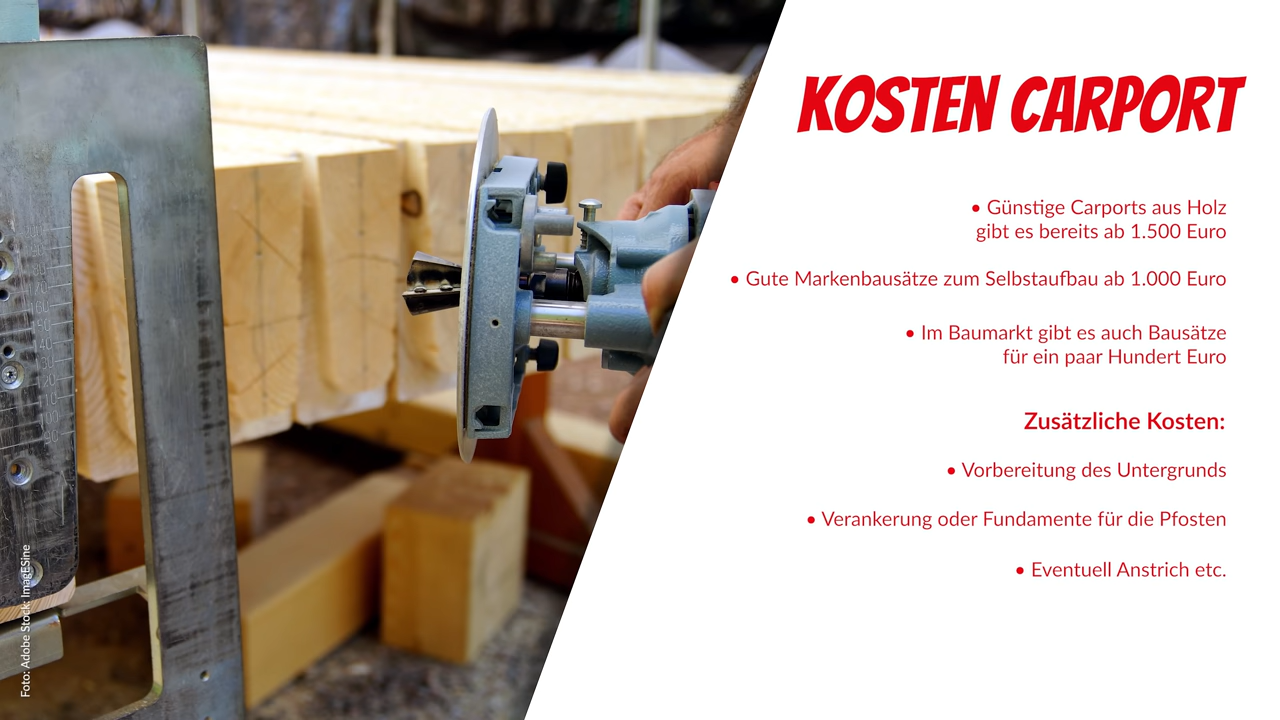 KOSTEN CARPORT
• Günstige Carports aus Holz
gibt es bereits ab 1.500 Euro
• Gute Markenbausätze zum Selbstaufbau ab 1.000 Euro
• Im Baumarkt gibt es auch Bausätze
für ein paar Hundert Euro
Zusätzliche Kosten:
• Vorbereitung des Untergrunds
• Verankerung oder Fundamente für die Pfosten
• Eventuell Anstrich etc.
Foto: Adobe Stock: ImagESine